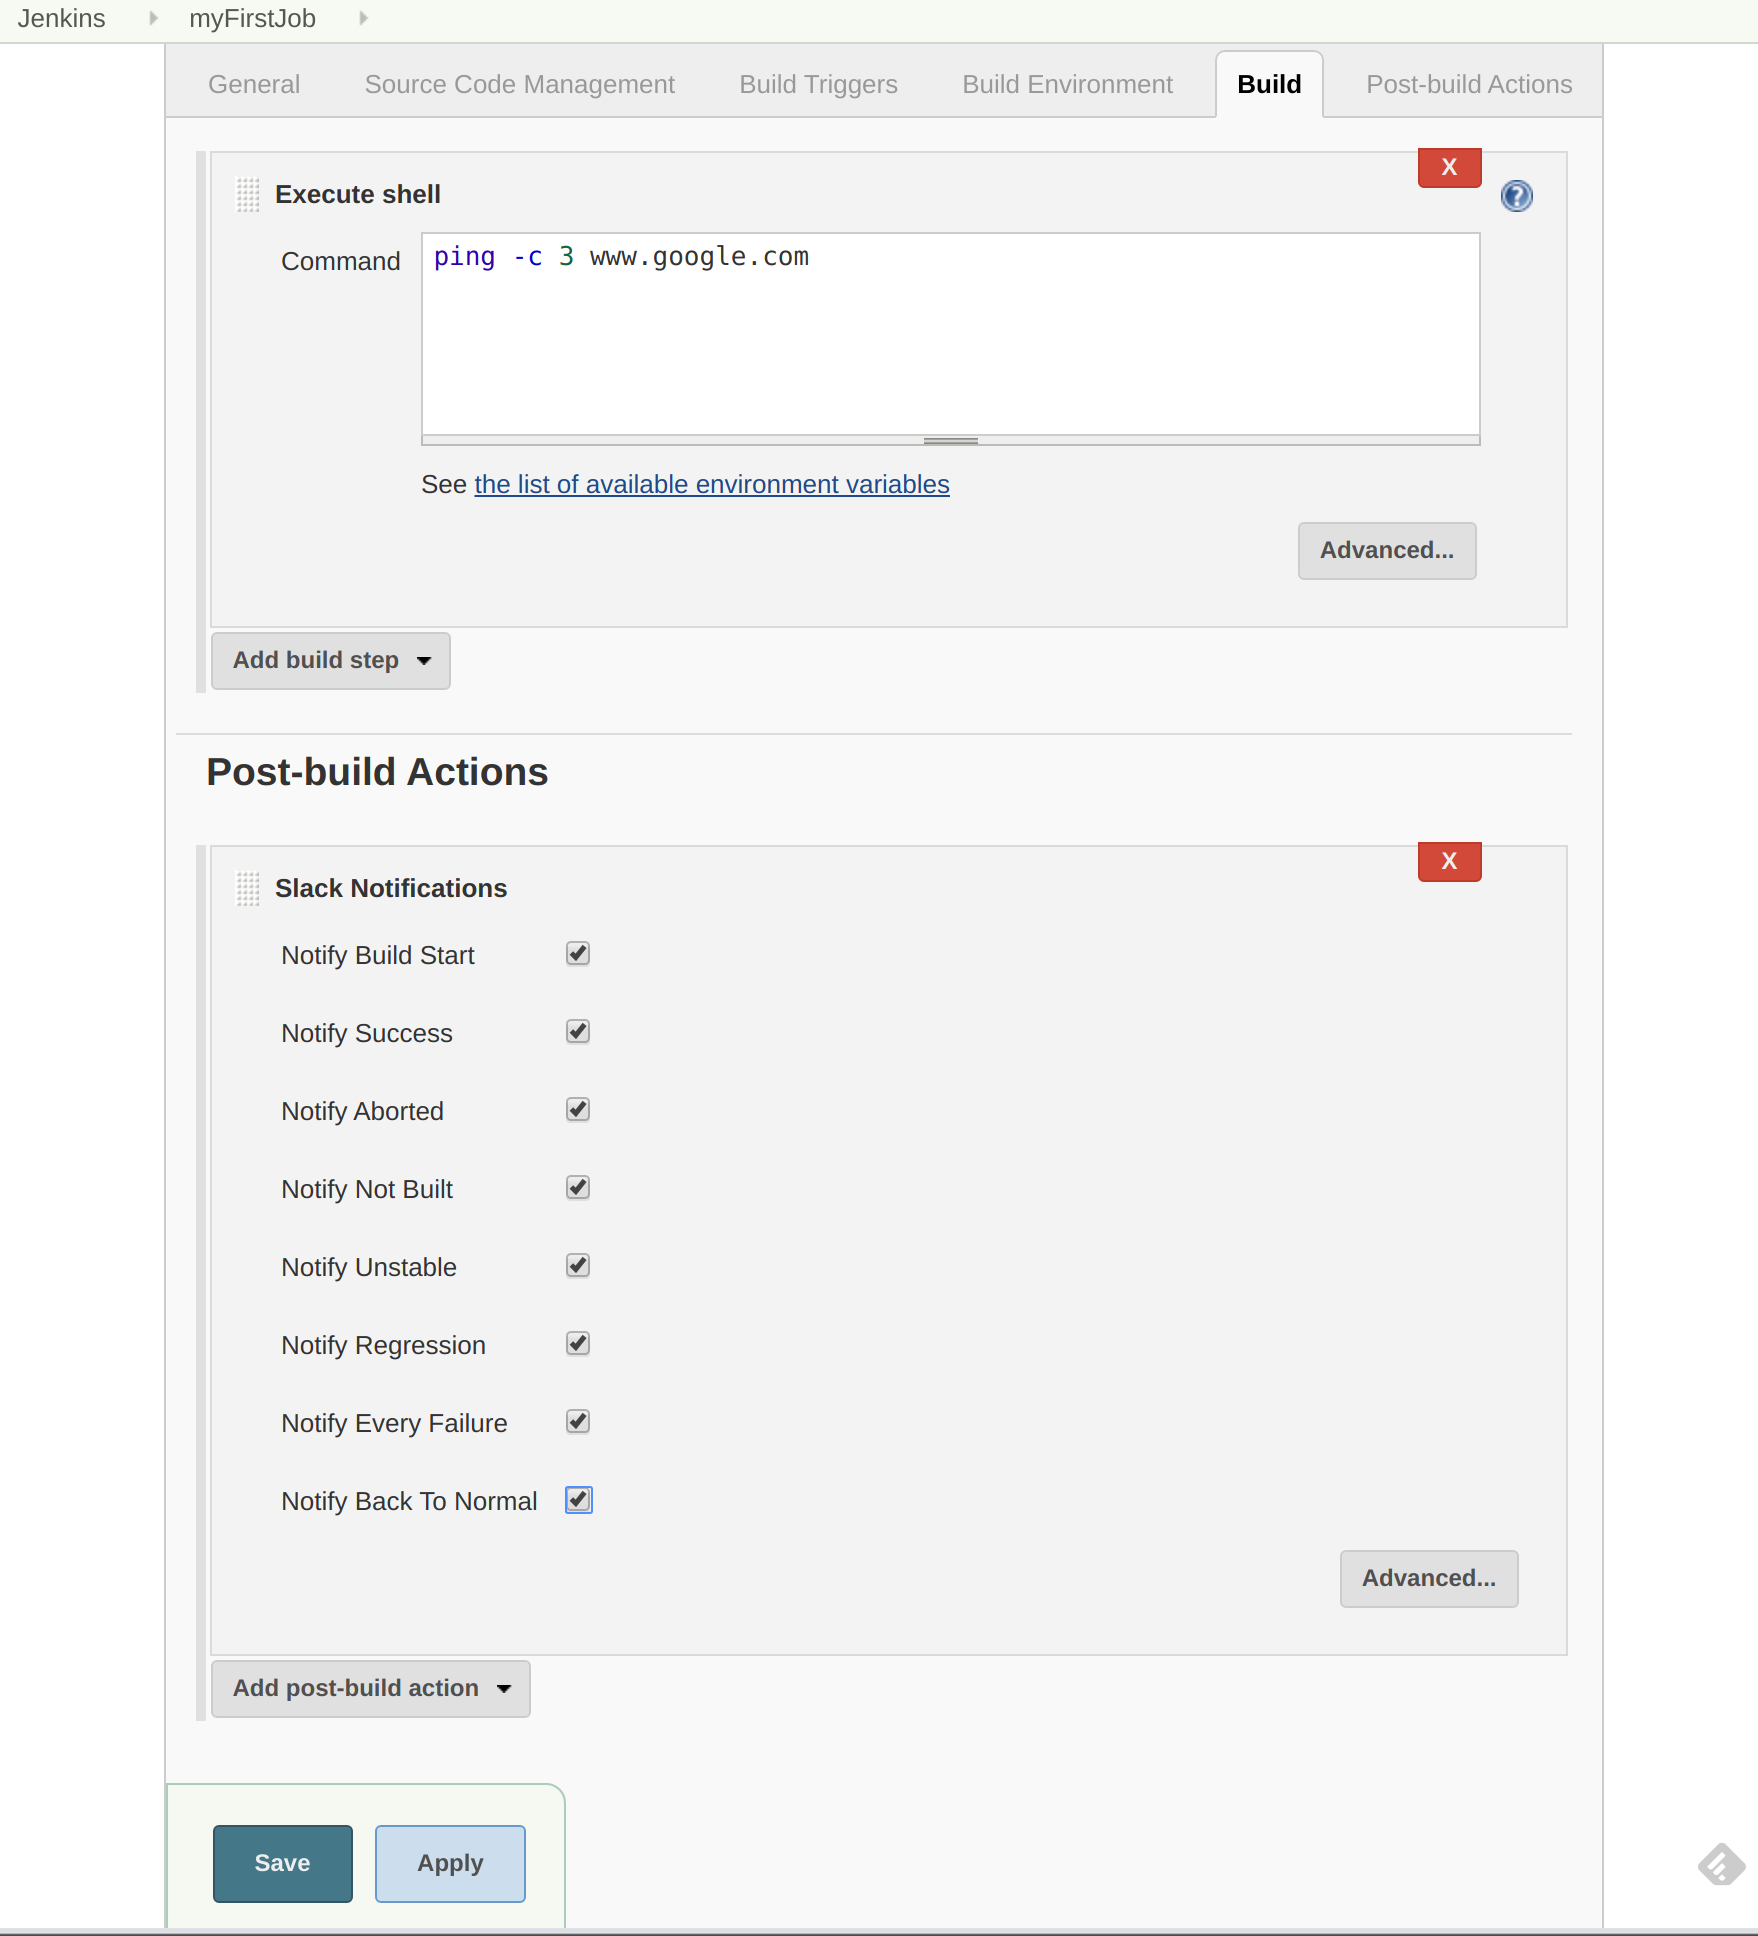 Jenkins myFirstJob
General Source Code Management Build Triggers Build Environment Build Post-build Actions
X
Execute shell
?
Command
ping -c 3 www.google.com
See the list of available environment variables
Advanced...
Add build step
Post-build Actions
X
Slack Notifications
Notify Build Start
Notify Success
Notify Aborted
Notify Not Built
Notify Unstable
Notify Regression
Notify Every Failure
Notify Back To Normal
Advanced...
Add post-build action
Save Apply